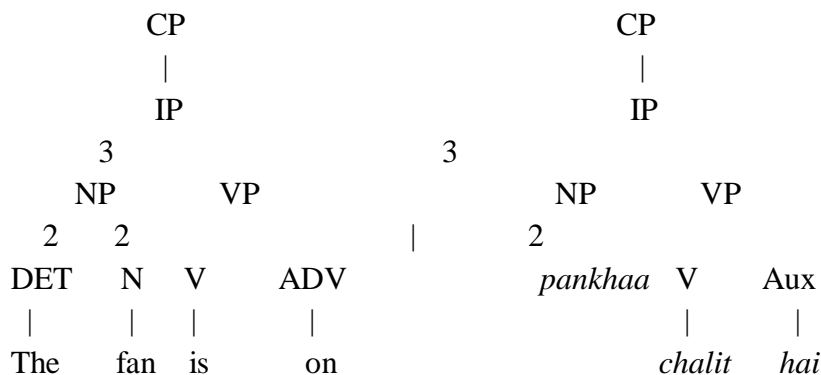 CP CP
| |
IP IP
3 3
NP VP NP VP
2 2 | 2
DET N V ADV pankhaa V Aux
| | | | | |
The fan is on chalit hai